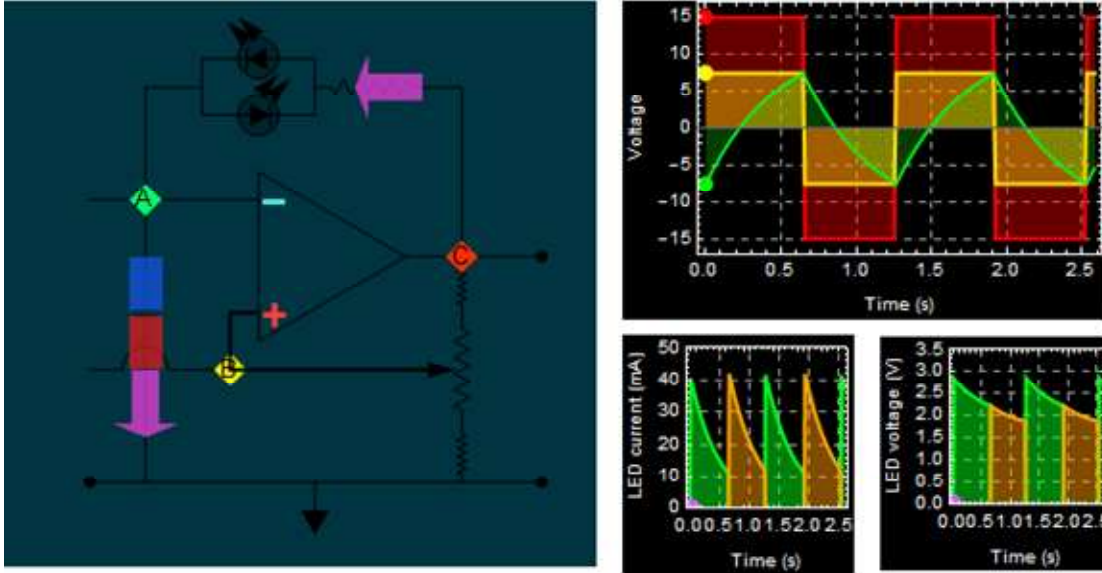 A
−
C
+
B
Voltage
15
10
5
0
−5
−10
−15
0.0 0.5 1.0 1.5 2.0 2.5
Time (s)
LED current (mA)
50
40
30
20
10
0
0.00.51.01.52.02.5
Time (s)
LED voltage (V)
3.5
3.0
2.5
2.0
1.5
1.0
0.5
0.0
0.00.51.01.52.02.5
Time (s)